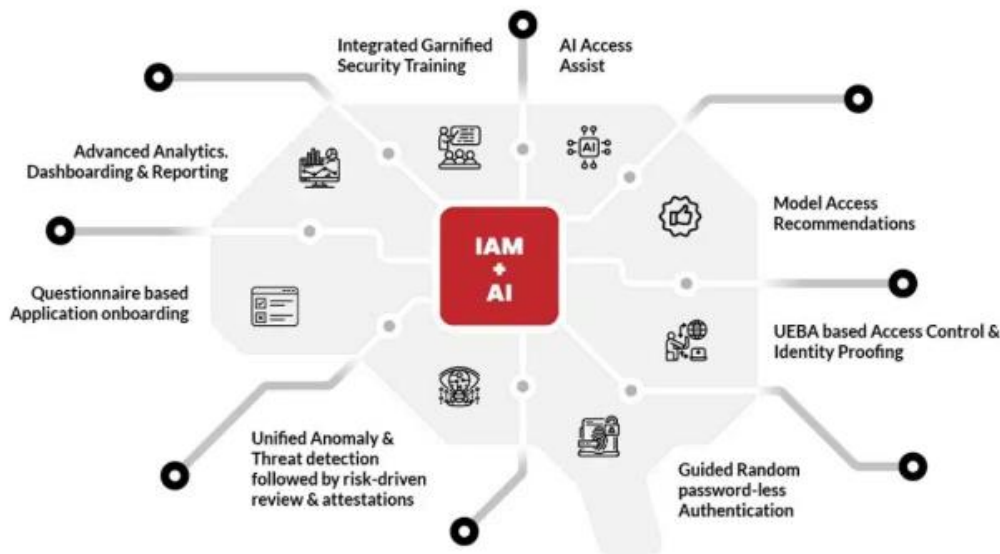 Integrated Garnified
Security Training
AI Access
Assist
Advanced Analytics.
Dashboarding & Reporting
AI
Model Access
Recommendations
IAM
+
AI
Questionnaire based
Application onboarding
UEBA based Access Control &
Identity Proofing
Unified Anomaly &
Threat detection
followed by risk-driven
review & attestations
Guided Random
password-less
Authentication